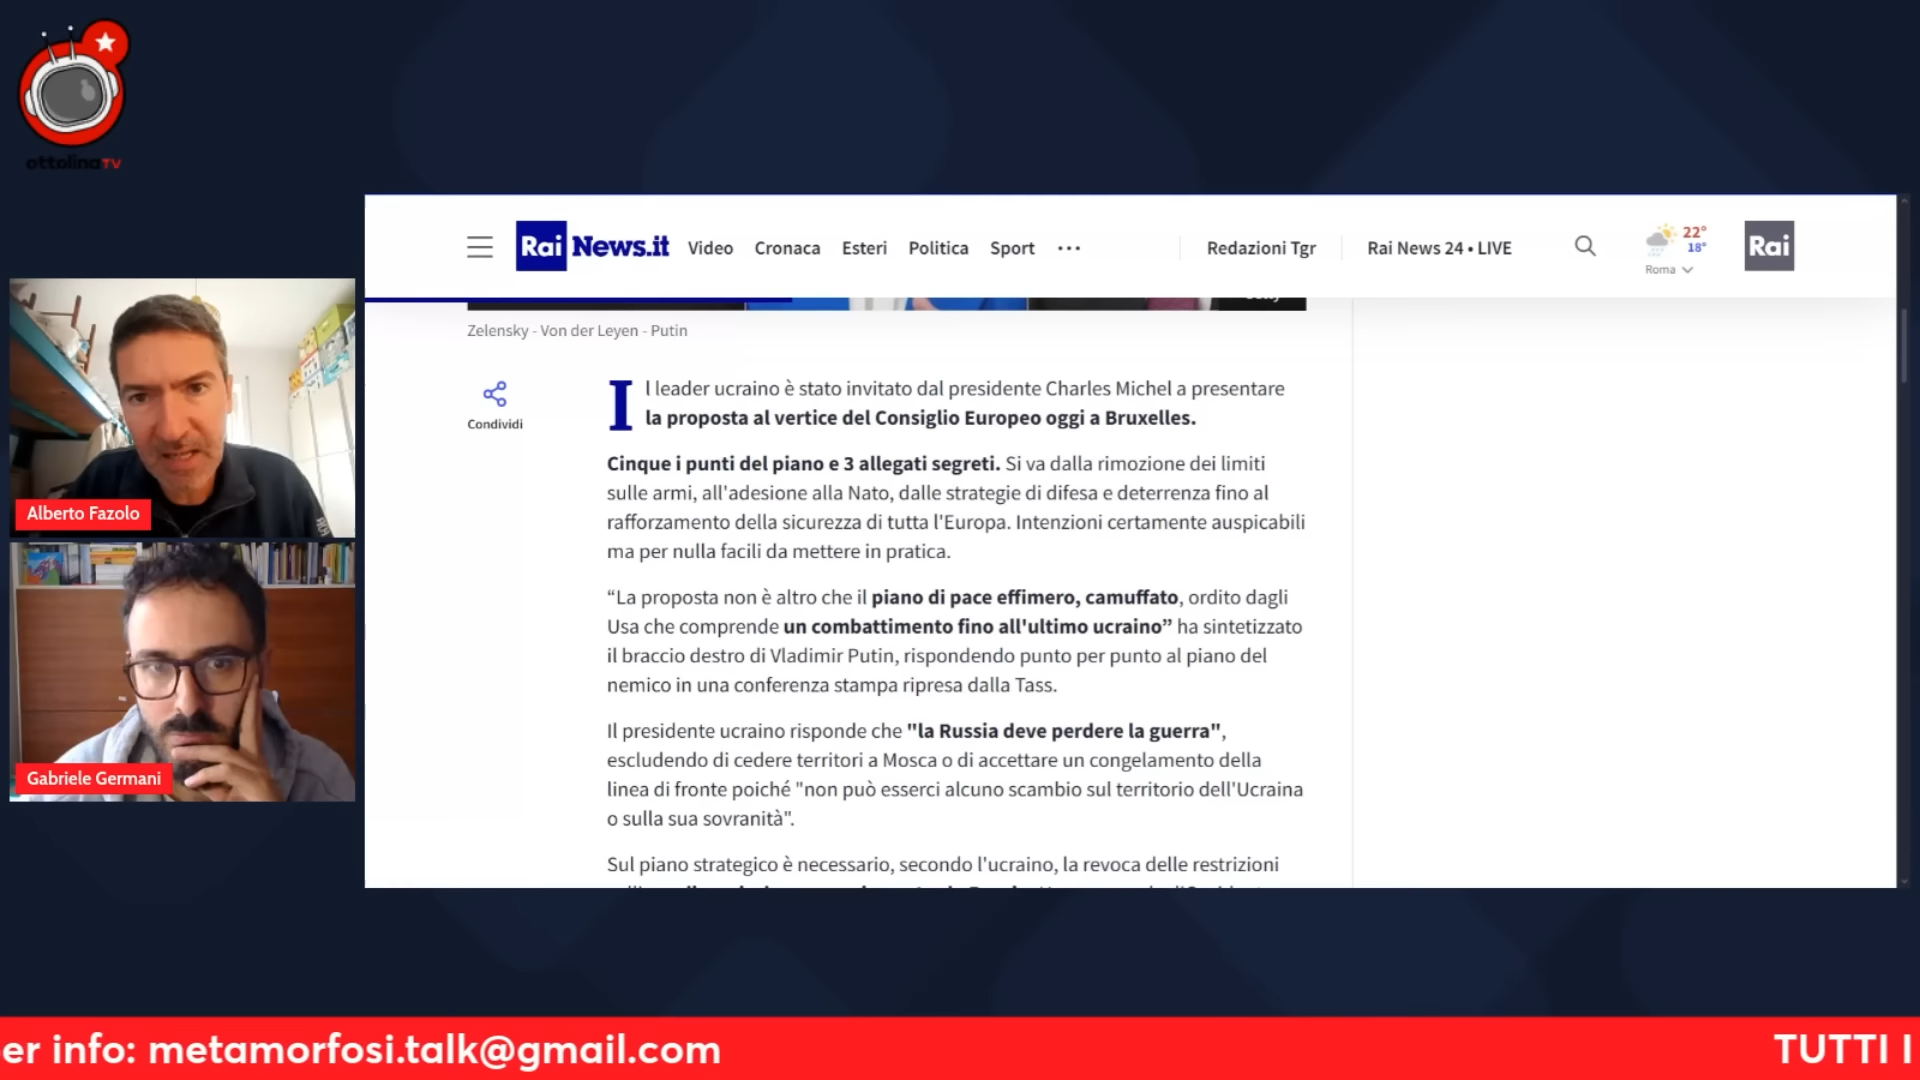 ottolinaTV
Rai News.it
Video
Cronaca
Esteri
Politica
Sport
Redazioni Tgr
Rai News 24 • LIVE
22°
18°
Roma
Rai
Zelensky - Von der Leyen - Putin
Condividi
Il leader ucraino è stato invitato dal presidente Charles Michel a presentare
la proposta al vertice del Consiglio Europeo oggi a Bruxelles.
Cinque i punti del piano e 3 allegati segreti. Si va dalla rimozione dei limiti
sulle armi, all'adesione alla Nato, dalle strategie di difesa e deterrenza fino al
rafforzamento della sicurezza di tutta l'Europa. Intenzioni certamente auspicabili
ma per nulla facili da mettere in pratica.
“La proposta non è altro che il piano di pace effimero, camuffato, ordito dagli
Usa che comprende un combattimento fino all'ultimo ucraino” ha sintetizzato
il braccio destro di Vladimir Putin, rispondendo punto per punto al piano del
nemico in una conferenza stampa ripresa dalla Tass.
Il presidente ucraino risponde che "la Russia deve perdere la guerra",
escludendo di cedere territori a Mosca o di accettare un congelamento della
linea di fronte poiché "non può esserci alcuno scambio sul territorio dell'Ucraina
o sulla sua sovranità".
Sul piano strategico è necessario, secondo l'ucraino, la revoca delle restrizioni
Alberto Fazolo
Gabriele Germani
er info: metamorfosi.talk@gmail.com
TUTTI I